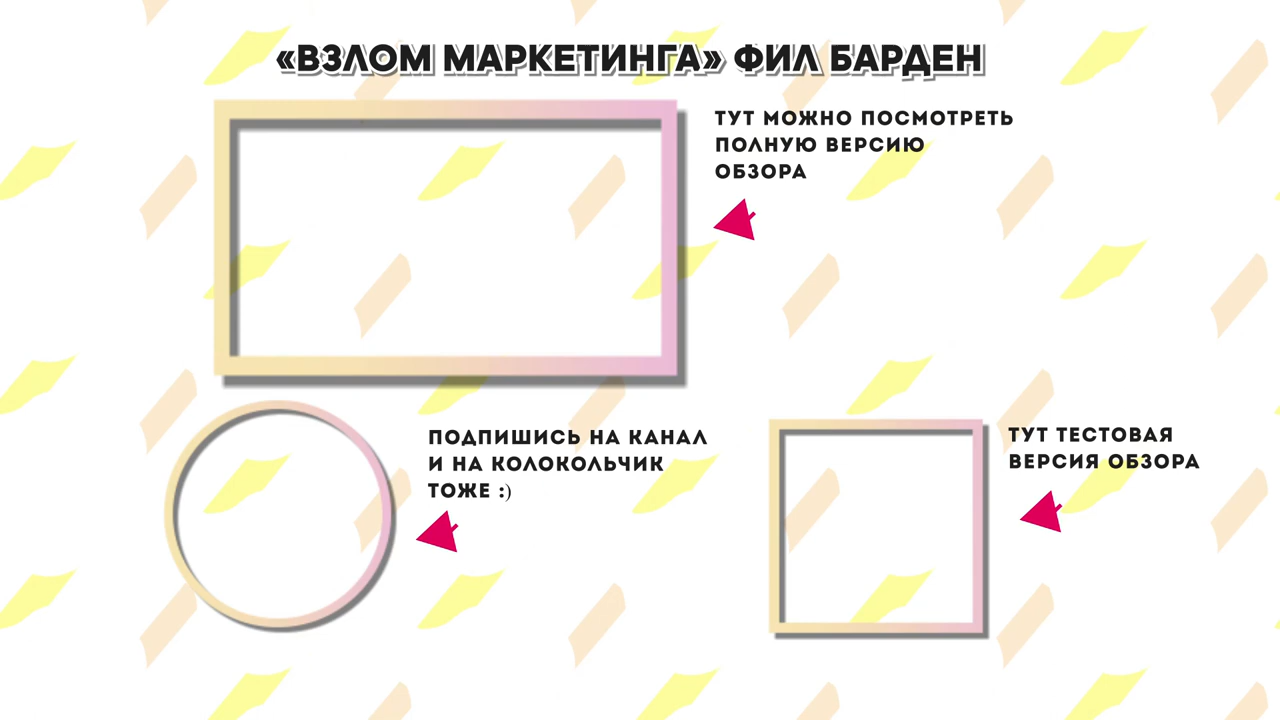 «ВЗЛОМ МАРКЕТИНГА» ФИЛ БАРДЕН
ТУТ МОЖНО ПОСМОТРЕТЬ
ПОЛНУЮ ВЕРСИЮ
ОБЗОРА
ПОДПИШИСЬ НА КАНАЛ
И НА КОЛОКОЛЬЧИК
ТОЖЕ :)
ТУТ ТЕСТОВАЯ
ВЕРСИЯ ОБЗОРА